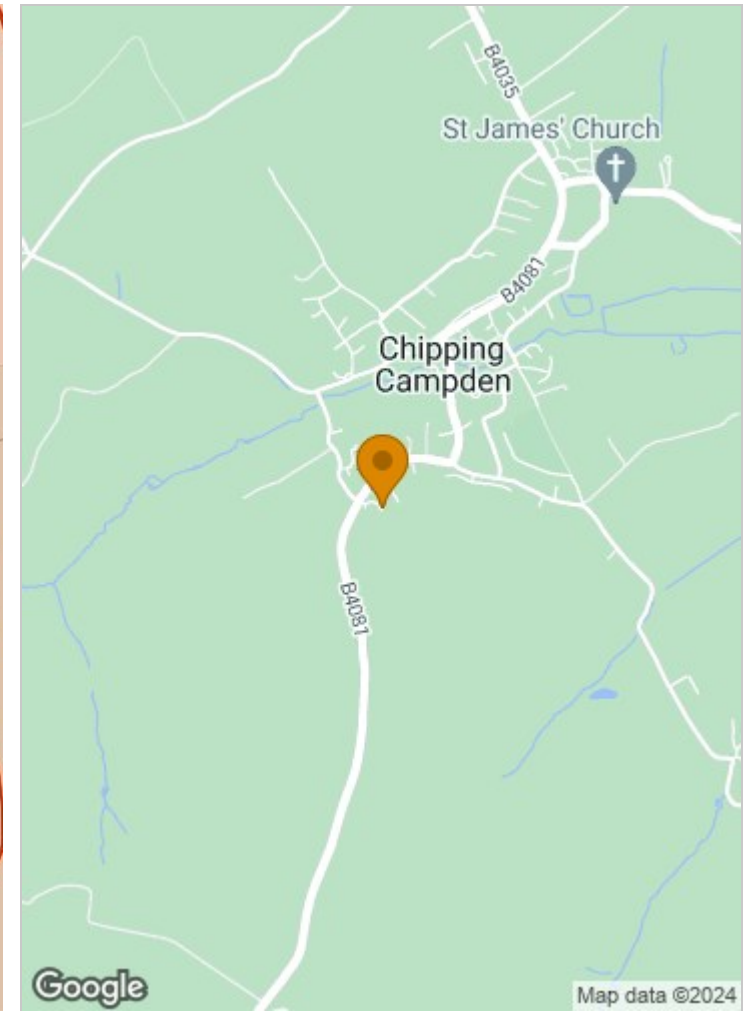 B4035
St James' Church
B4081
Chipping
Campden
B4081
Google
Map data ©2024